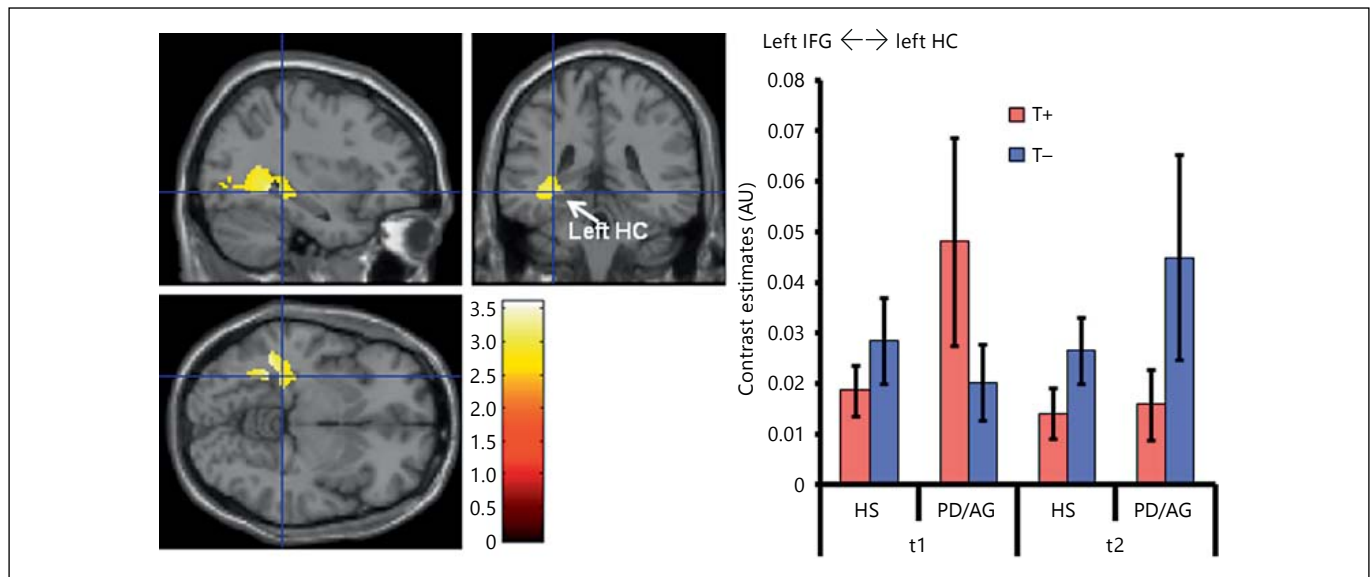 Left HC
3.5
3.0
2.5
2.0
1.5
1.0
0.5
0
Left IFG ←→ left HC
Contrast estimates (AU)
0.08
0.07
0.06
0.05
0.04
0.03
0.02
0.01
0
T+
T–
HS PD/AG HS PD/AG
t1 t2